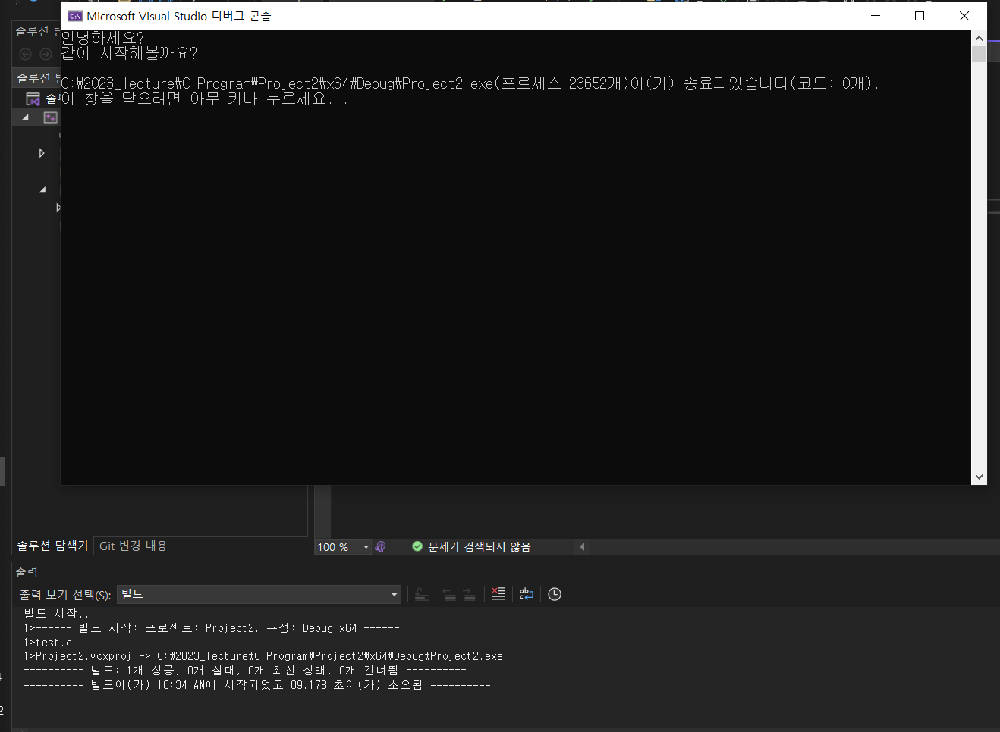 Microsoft Visual Studio 디버그 콘솔
안녕하세요?
같이 시작해볼까요?
C:₩2023_lecture₩C Program₩Project2₩x64₩Debug₩Project2.exe(프로세스 23652개)이(가) 종료되었습니다(코드: 0개).
이 창을 닫으려면 아무 키나 누르세요...
솔루션
솔루션
솔루션 탐색기 Git 변경 내용
100 % 문제가 검색되지 않음
출력
출력 보기 선택(S): 빌드
빌드 시작...
1>------ 빌드 시작: 프로젝트: Project2, 구성: Debug x64 ------
1>test.c
1>Project2.vcxproj -> C:₩2023_lecture₩C Program₩Project2₩x64₩Debug₩Project2.exe
========== 빌드: 1개 성공, 0개 실패, 0개 최신 상태, 0개 건너뜀 ==========
========== 빌드이(가) 10:34 AM에 시작되었고 09.178 초이(가) 소요됨 ==========